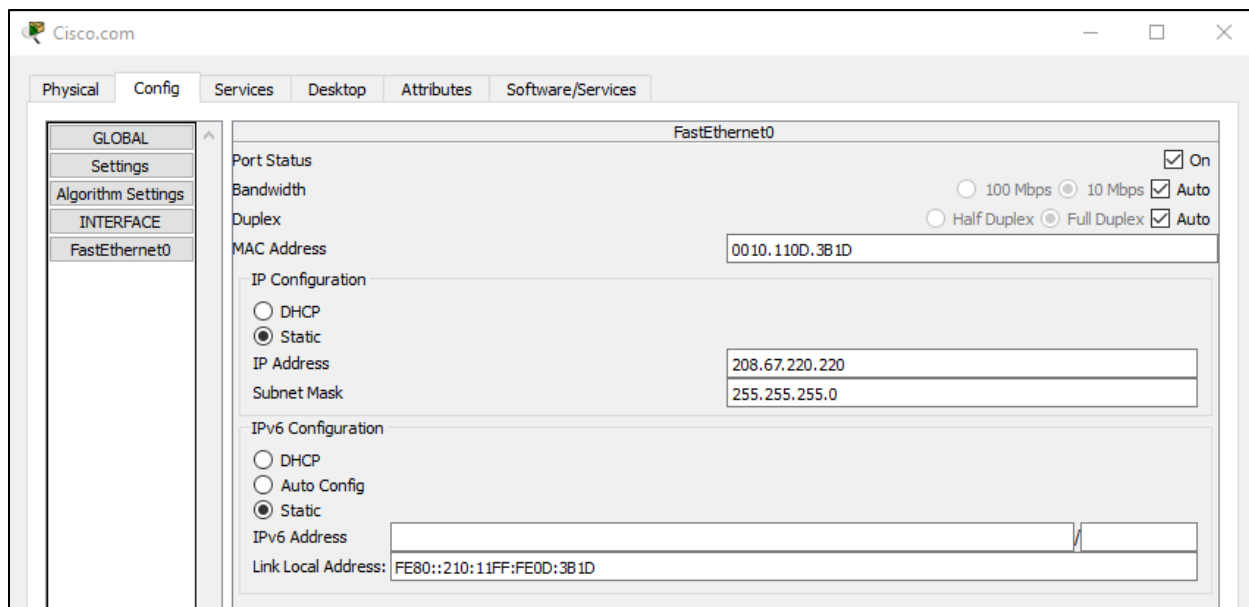 Cisco.com
Physical Config Services Desktop Attributes Software/Services
GLOBAL
Settings
Algorithm Settings
INTERFACE
FastEthernet0
FastEthernet0
Port Status On
Bandwidth 100 Mbps 10 Mbps Auto
Duplex Half Duplex Full Duplex Auto
MAC Address 0010.110D.3B1D
IP Configuration
DHCP
Static
IP Address 208.67.220.220
Subnet Mask 255.255.255.0
IPv6 Configuration
DHCP
Auto Config
Static
IPv6 Address /
Link Local Address: FE80::210:11FF:FE0D:3B1D